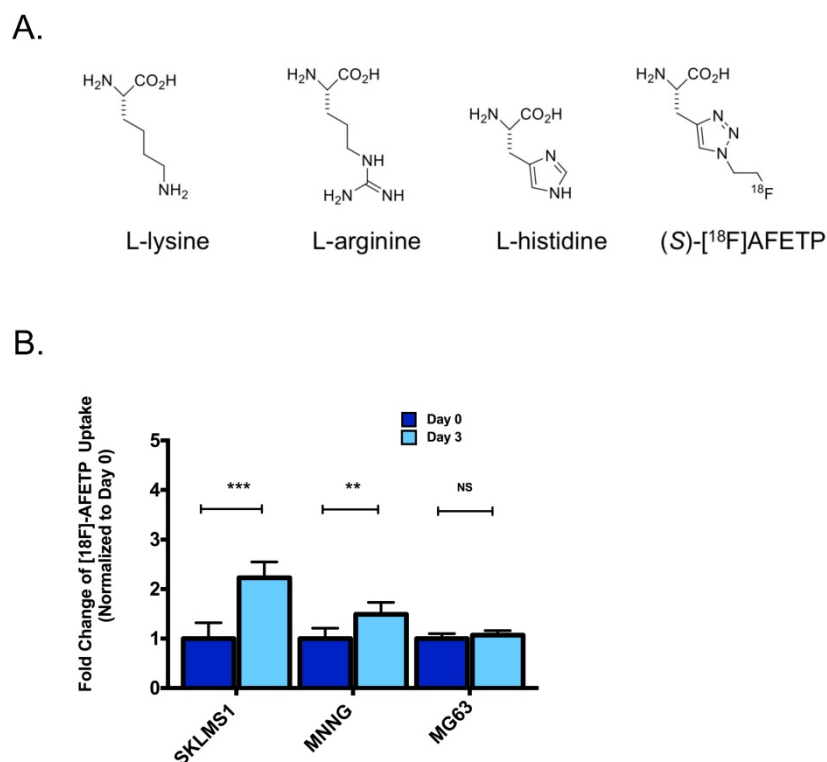 A.
H₂N CO₂H
NH₂
L-lysine
H₂N CO₂H
NH
H₂N NH
L-arginine
H₂N CO₂H
N
NH
L-histidine
H₂N CO₂H
N
N
N
¹⁸F
(S)-[¹⁸F]AFETP
B.
Fold Change of [18F]-AFETP Uptake
(Normalized to Day 0)
Day 0
Day 3
5
4
3
2
1
0
***
**
NS
SKLMS1
MNNG
MG63